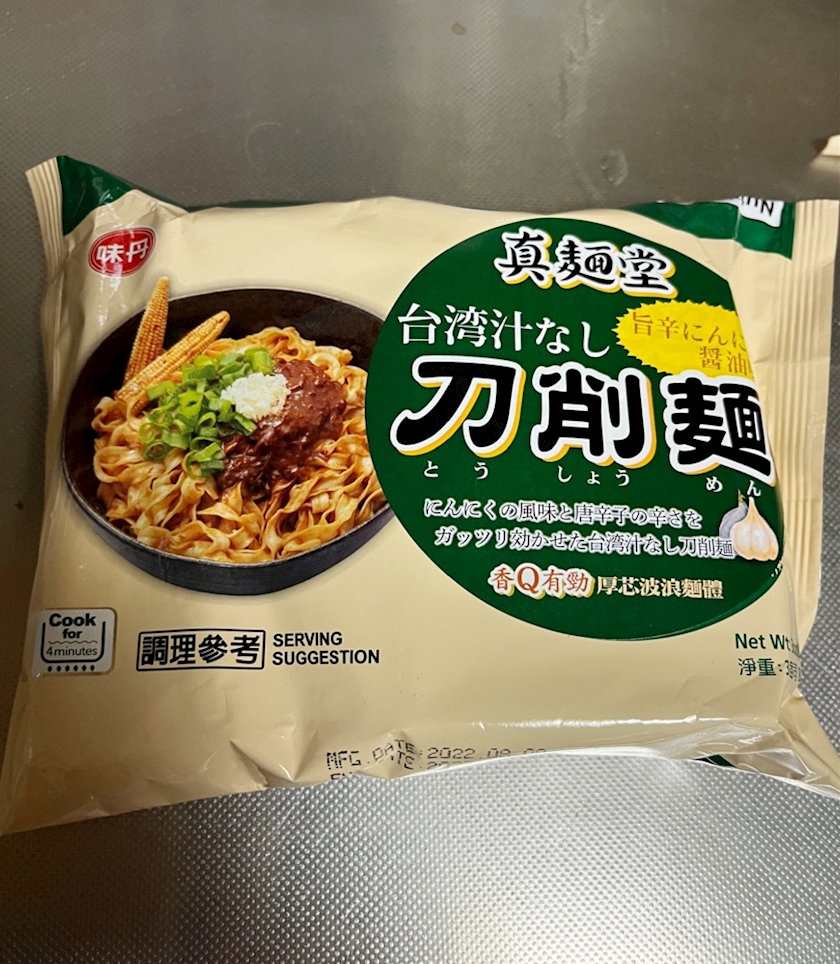 味丹
真麵堂
台湾汁なし
旨辛にんに
醤油
刀削麺
とう しょう めん
にんにくの風味と唐辛子の辛さを
ガッツリ効かせた台湾汁なし刀削麺
香Q有勁 厚芯波浪麵體
Cook
for
4 minutes
調理參考 SERVING
SUGGESTION
Net Wt
淨重:
MFG.DATE:2022.08